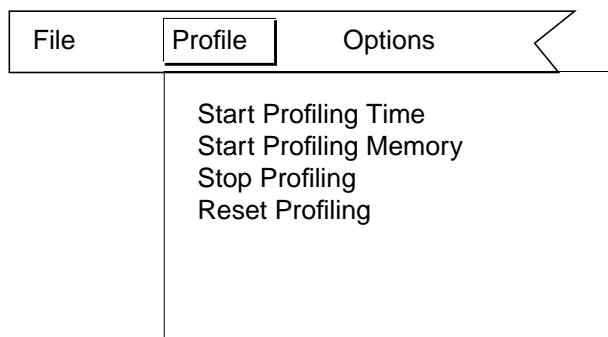 File Profile Options
Start Profiling Time
Start Profiling Memory
Stop Profiling
Reset Profiling